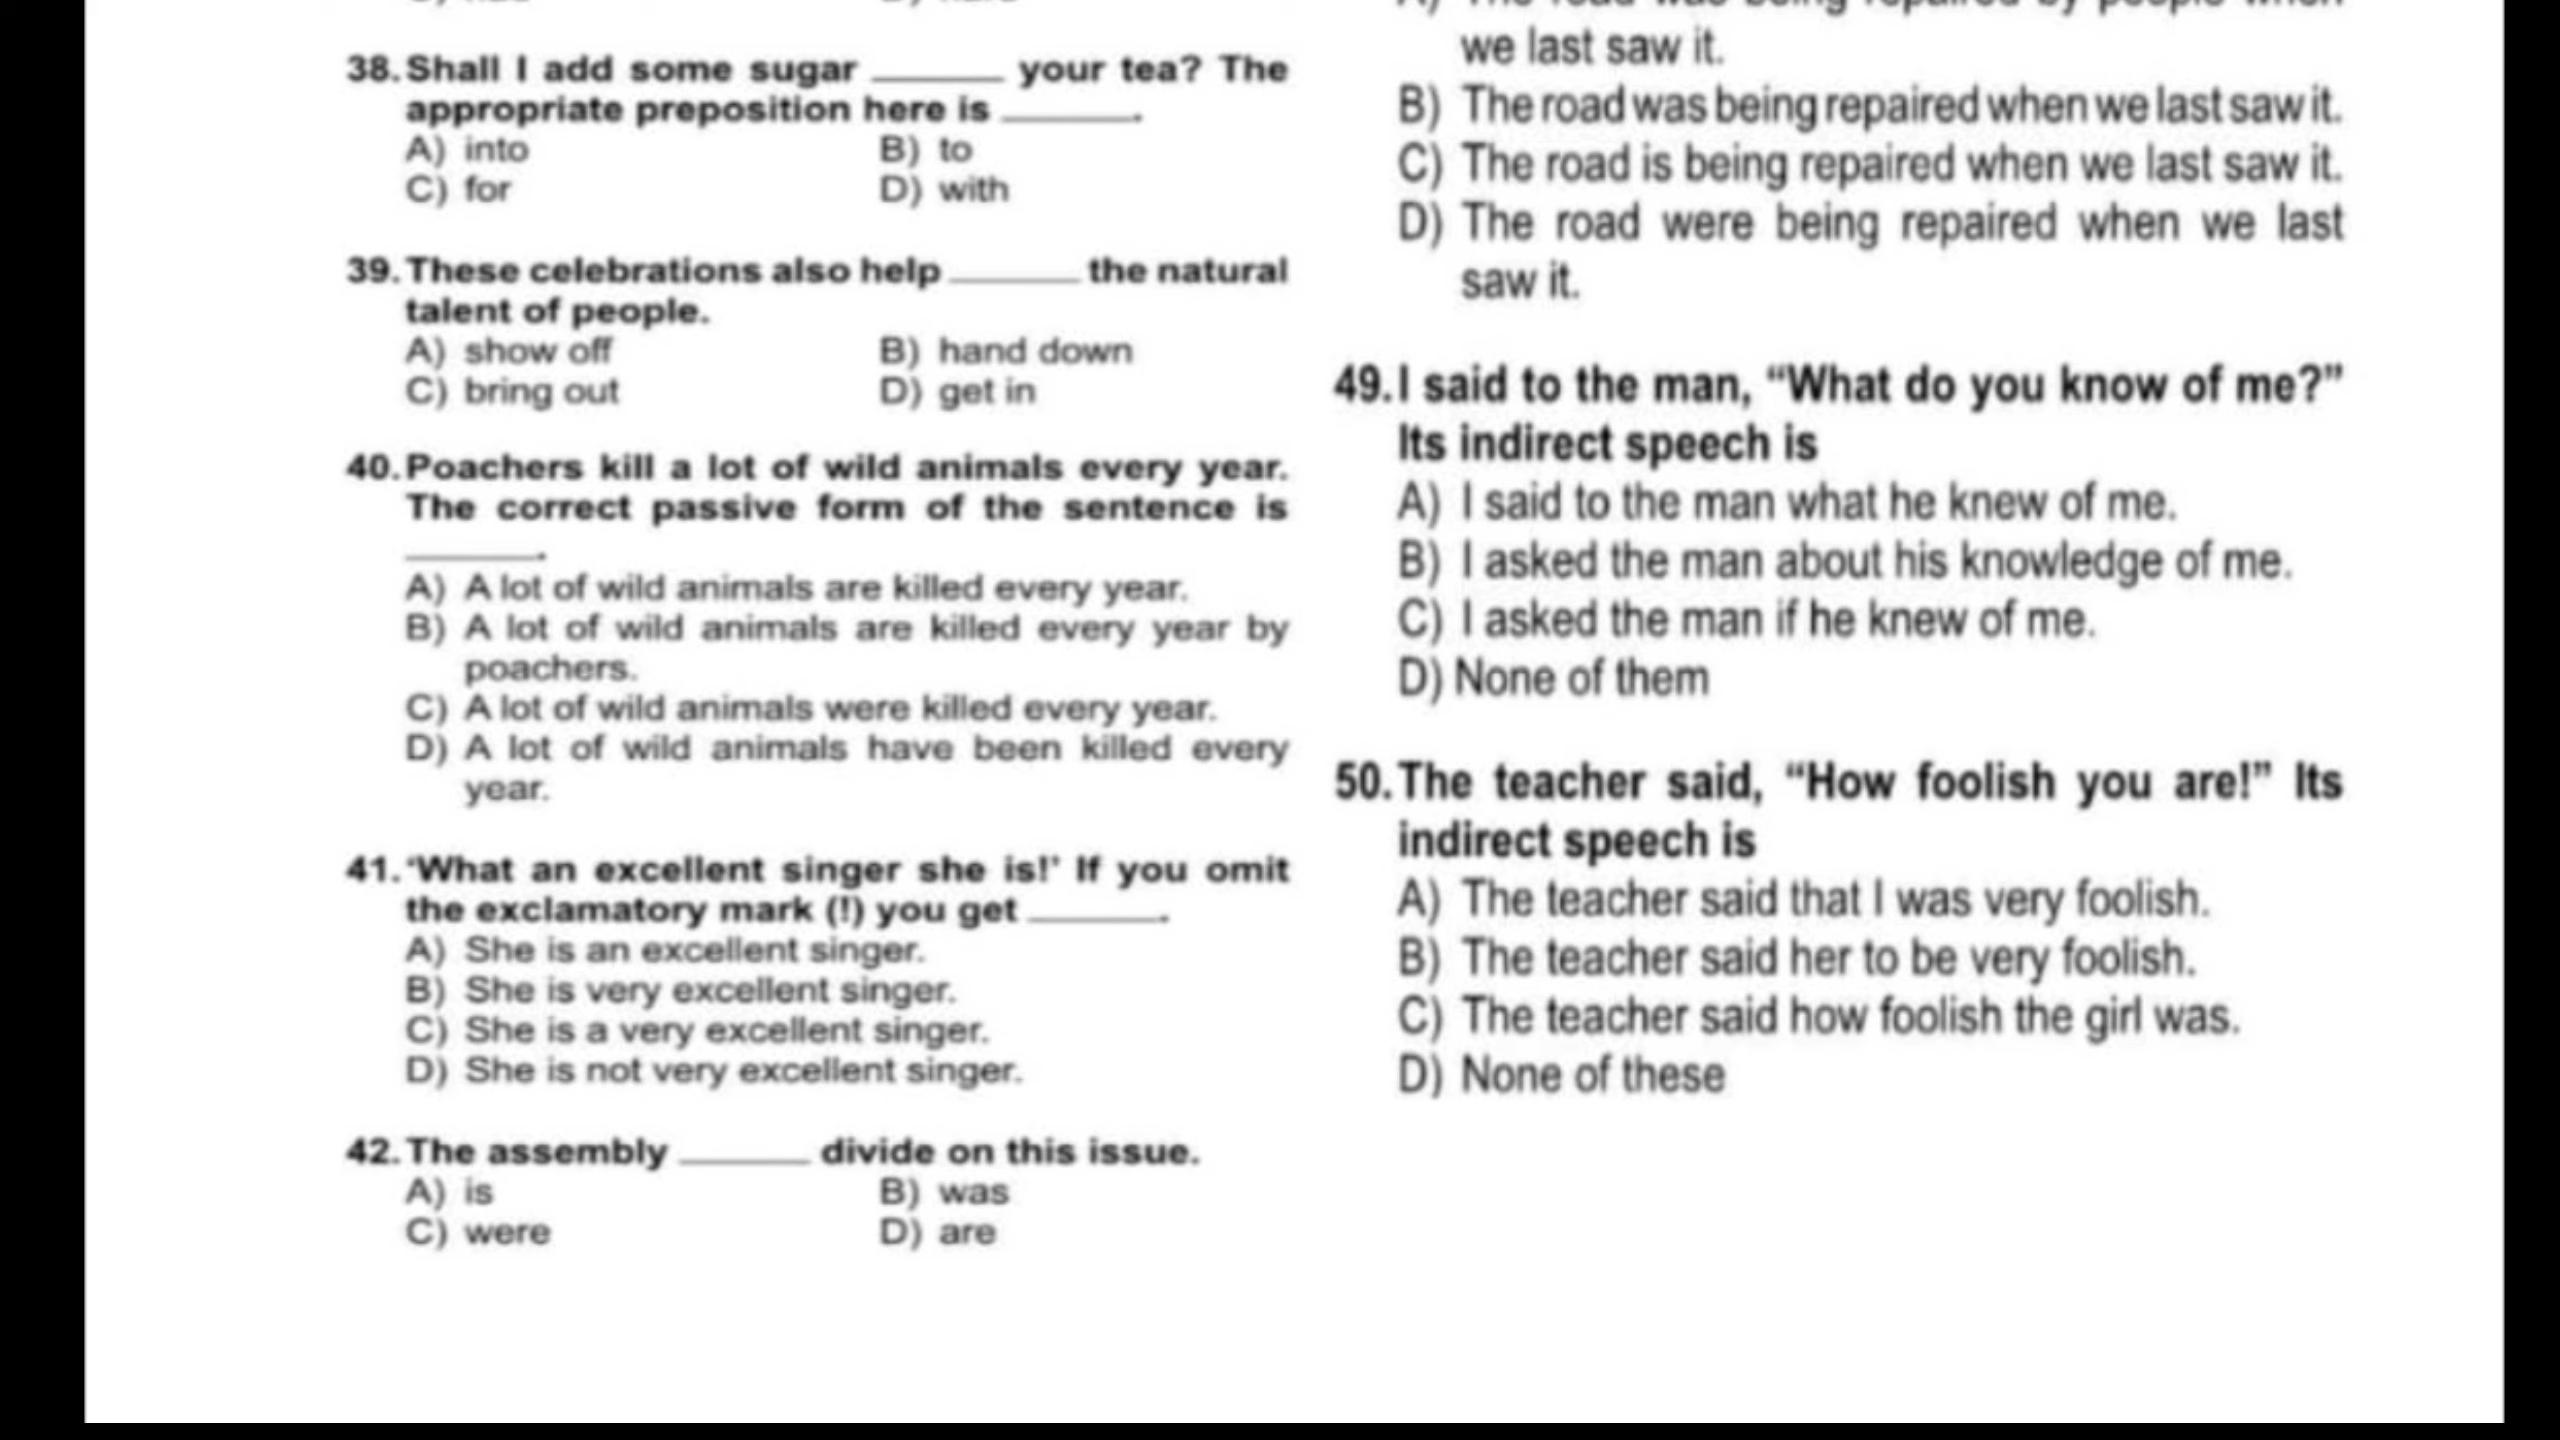 38. Shall I add some sugar ______ your tea? The
appropriate preposition here is ______.
A) into B) to
C) for D) with
39. These celebrations also help ______ the natural
talent of people.
A) show off B) hand down
C) bring out D) get in
40. Poachers kill a lot of wild animals every year.
The correct passive form of the sentence is
______.
A) A lot of wild animals are killed every year.
B) A lot of wild animals are killed every year by
poachers.
C) A lot of wild animals were killed every year.
D) A lot of wild animals have been killed every
year.
41. ‘What an excellent singer she is!’ If you omit
the exclamatory mark (!) you get ______.
A) She is an excellent singer.
B) She is very excellent singer.
C) She is a very excellent singer.
D) She is not very excellent singer.
42. The assembly ______ divide on this issue.
A) is B) was
C) were D) are
A) The road was being repaired by people when
we last saw it.
B) The road was being repaired when we last saw it.
C) The road is being repaired when we last saw it.
D) The road were being repaired when we last
saw it.
49. I said to the man, “What do you know of me?”
Its indirect speech is
A) I said to the man what he knew of me.
B) I asked the man about his knowledge of me.
C) I asked the man if he knew of me.
D) None of them
50. The teacher said, “How foolish you are!” Its
indirect speech is
A) The teacher said that I was very foolish.
B) The teacher said her to be very foolish.
C) The teacher said how foolish the girl was.
D) None of these